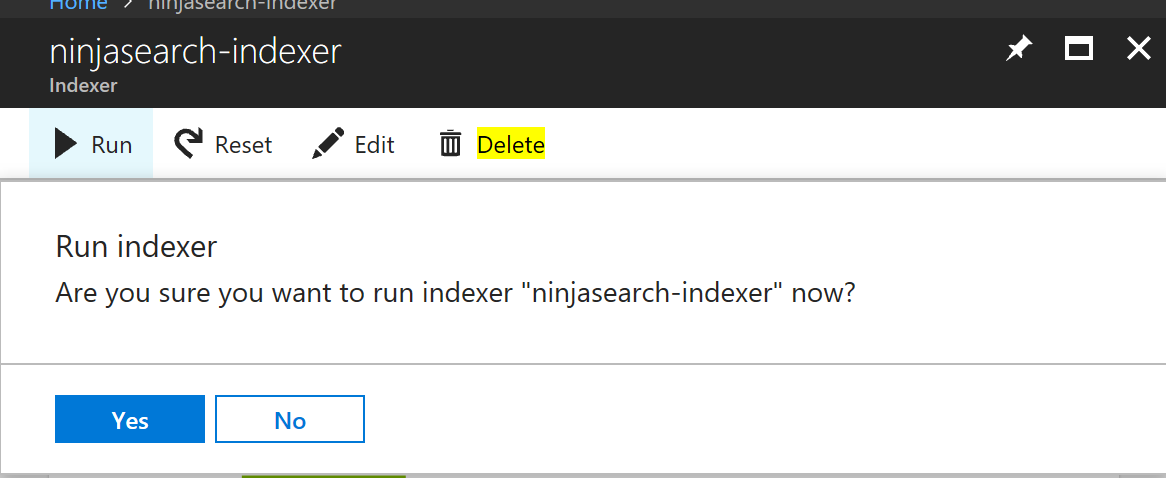 Home > ninjasearch-indexer
ninjasearch-indexer
Indexer
Run Reset Edit Delete
Run indexer
Are you sure you want to run indexer "ninjasearch-indexer" now?
Yes No